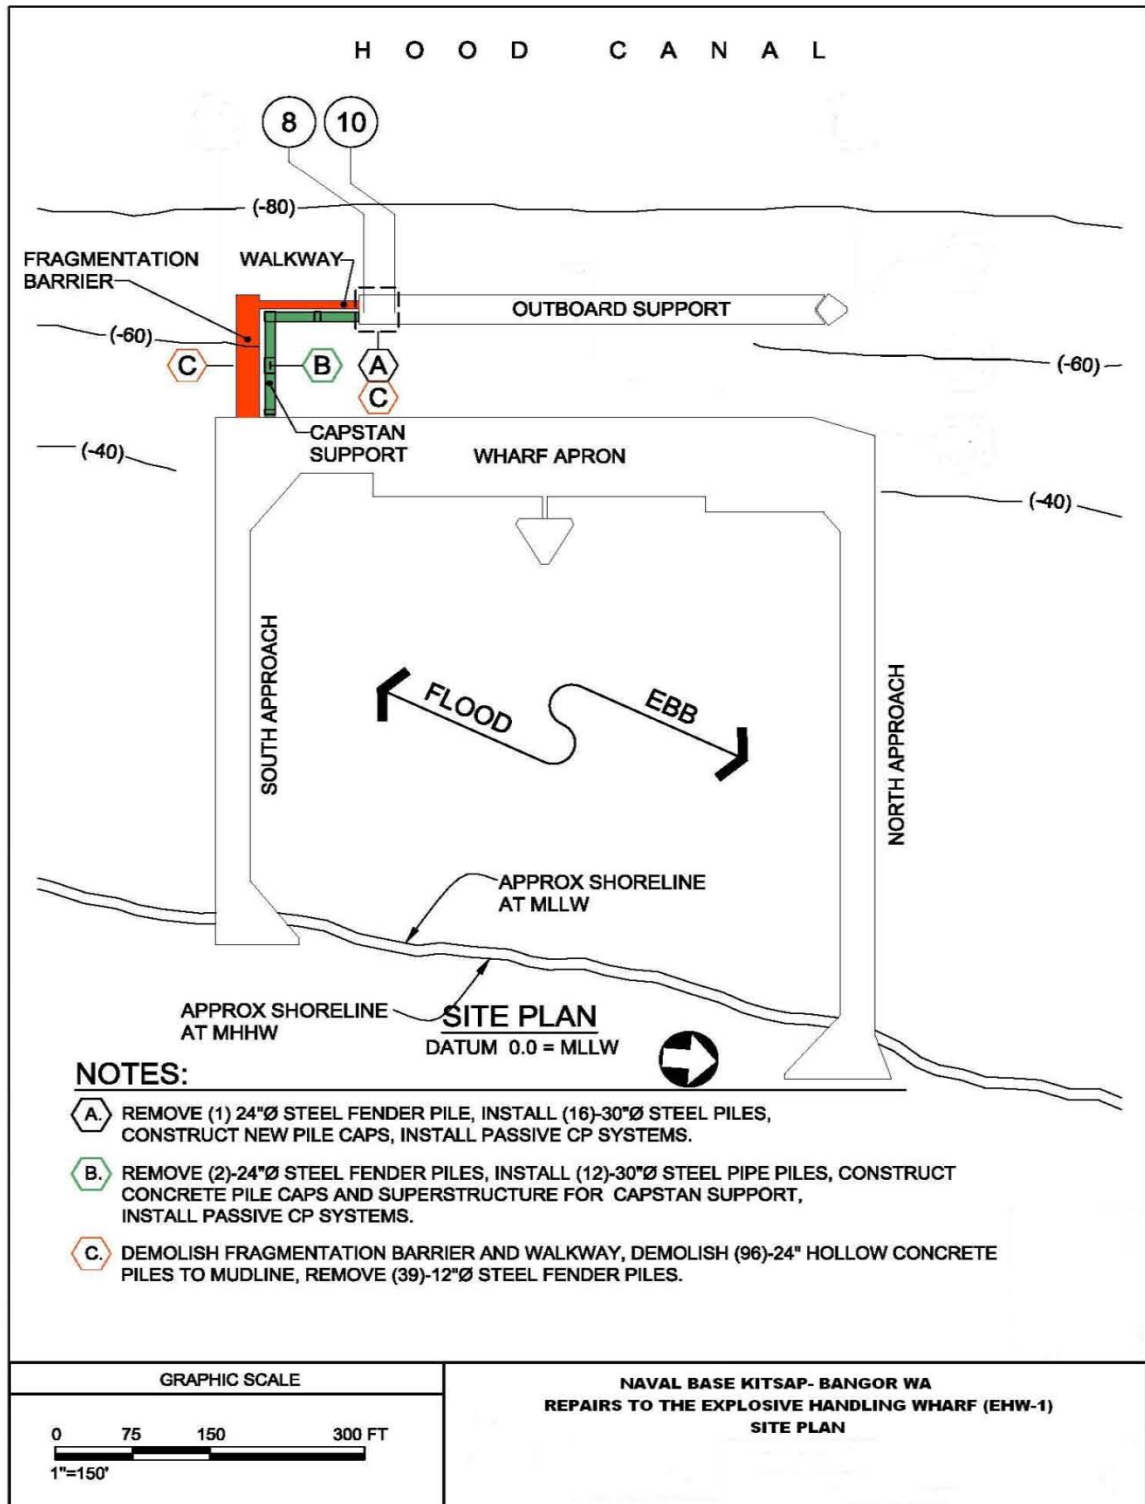 HOOD CANAL
8 10
(-80)
FRAGMENTATION
BARRIER
WALKWAY
OUTBOARD SUPPORT
(-60)
(-60)
C
B
A
C
CAPSTAN
SUPPORT
(-40)
WHARF APRON
(-40)
SOUTH APPROACH
FLOOD
EBB
NORTH APPROACH
APPROX SHORELINE
AT MLLW
APPROX SHORELINE
AT MHHW
SITE PLAN
DATUM 0.0 = MLLW
NOTES:
A. REMOVE (1) 24"Ø STEEL FENDER PILE, INSTALL (16)-30"Ø STEEL PILES,
CONSTRUCT NEW PILE CAPS, INSTALL PASSIVE CP SYSTEMS.
B. REMOVE (2)-24"Ø STEEL FENDER PILES, INSTALL (12)-30"Ø STEEL PIPE PILES, CONSTRUCT
CONCRETE PILE CAPS AND SUPERSTRUCTURE FOR CAPSTAN SUPPORT,
INSTALL PASSIVE CP SYSTEMS.
C. DEMOLISH FRAGMENTATION BARRIER AND WALKWAY, DEMOLISH (96)-24" HOLLOW CONCRETE
PILES TO MUDLINE, REMOVE (39)-12"Ø STEEL FENDER PILES.
GRAPHIC SCALE
0 75 150 300 FT
1"=150'
NAVAL BASE KITSAP- BANGOR WA
REPAIRS TO THE EXPLOSIVE HANDLING WHARF (EHW-1)
SITE PLAN